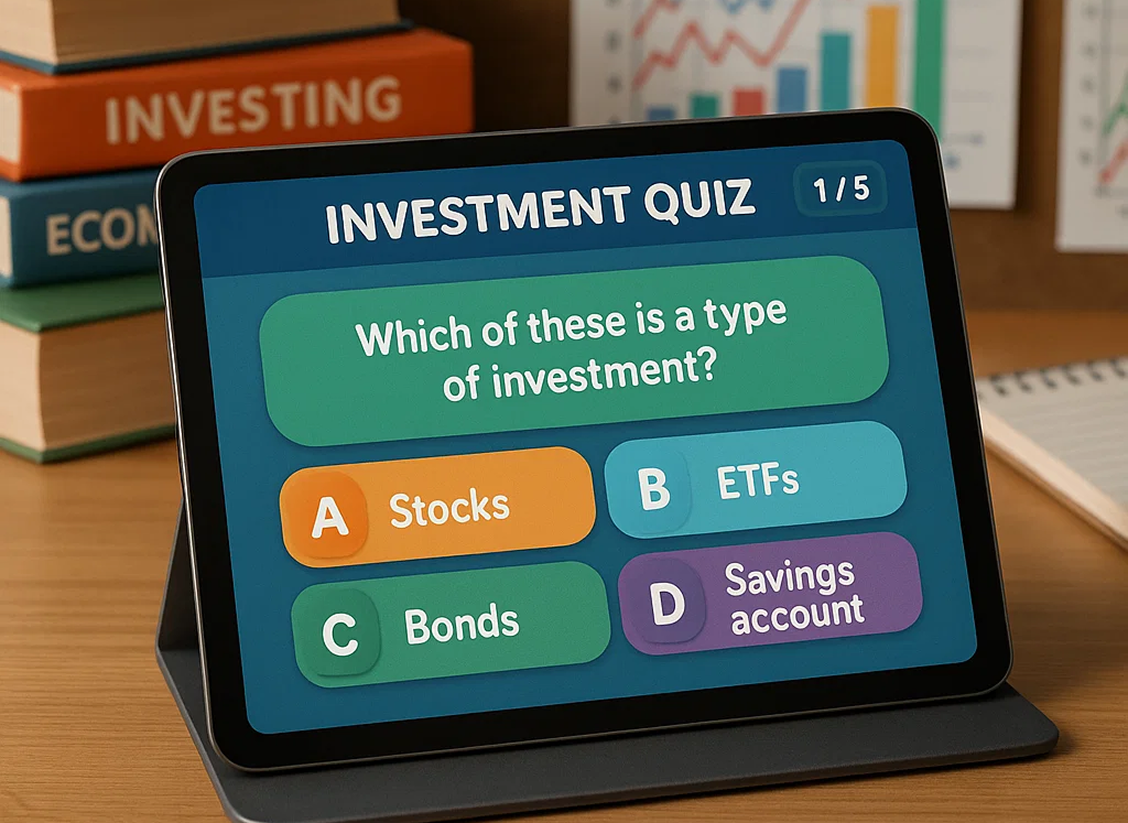 INVESTING
ECON
INVESTMENT QUIZ
1/5
Which of these is a type
of investment?
A Stocks
B ETFs
C Bonds
D Savings
account